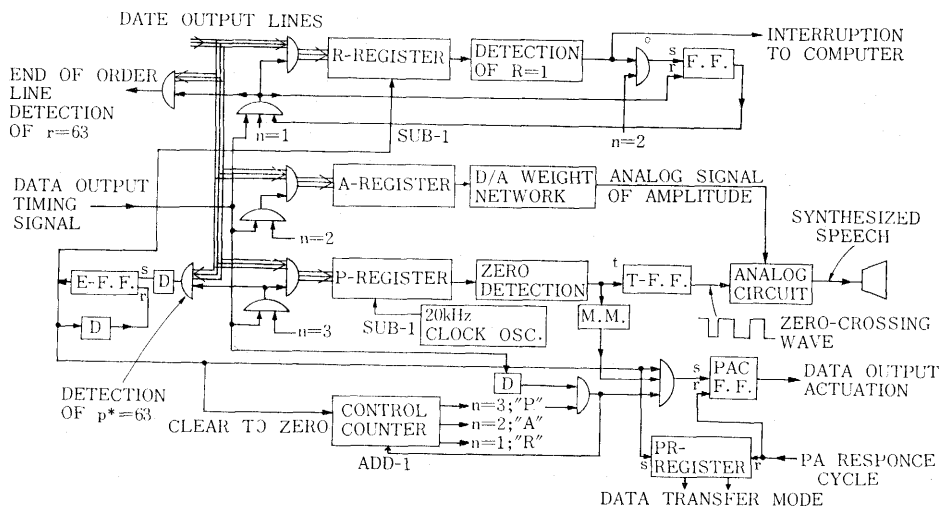 DATE OUTPUT LINES
INTERRUPTION
TO COMPUTER
R-REGISTER
DETECTION
OF R=1
s
r
F. F.
END OF ORDER
LINE
DETECTION
OF r=63
n=1
SUB-1
n=2
DATA OUTPUT
TIMING
SIGNAL
A-REGISTER
D/A WEIGHT
NETWORK
ANALOG SIGNAL
OF AMPLITUDE
n=2
SYNTHESIZED
SPEECH
E-F. F.
s
r
D
D
P-REGISTER
ZERO
DETECTION
t
T-F. F.
ANALOG
CIRCUIT
M. M.
n=3
SUB-1
20kHz
CLOCK OSC.
ZERO-CROSSING
WAVE
DETECTION
OF p*=63
D
s
r
PAC
F. F.
DATA OUTPUT
ACTUATION
CLEAR TO ZERO
CONTROL
COUNTER
n=3;"P"
n=2;"A"
n=1;"R"
ADD-1
s
PR-
REGISTER
r
PA RESPONCE
CYCLE
DATA TRANSFER MODE